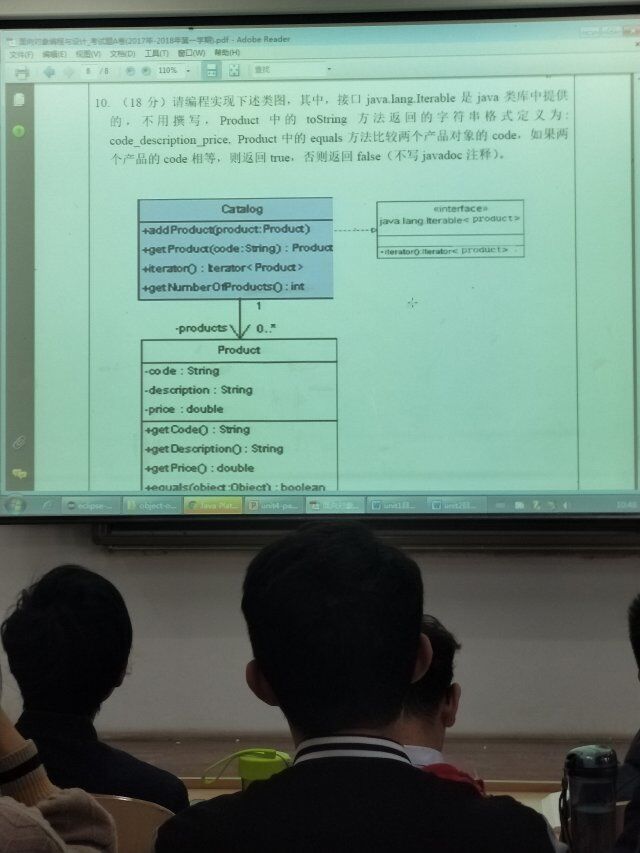 面向对象编程与设计_考试题A卷(2017年-2018年第一学期).pdf - Adobe Reader
文件(F) 编辑(E) 视图(V) 文档(D) 工具(T) 窗口(W) 帮助(H)
8 / 8 110% 查找
10. （18 分）请编程实现下述类图，其中，接口 java.lang.Iterable 是 java 类库中提供
的，不用撰写，Product 中的 toString 方法返回的字符串格式定义为:
code_description_price, Product 中的 equals 方法比较两个产品对象的 code，如果两
个产品的 code 相等，则返回 true，否则返回 false（不写 javadoc 注释）。
Catalog
+addProduct(product:Product)
+getProduct(code:String) : Product
+iterator() : Iterator< Product>
+getNumberOfProducts() : int
«interface»
java.lang.Iterable< product>
+iterator():Iterator< product>
1
-products 0..*
Product
-code : String
-description : String
-price : double
+getCode() : String
+getDescription() : String
+getPrice() : double
+equals(object:Object) : boolean
eclipse-... object-o... Java Plat... unit4-pa... 面向对象... unit1目... unit2目...